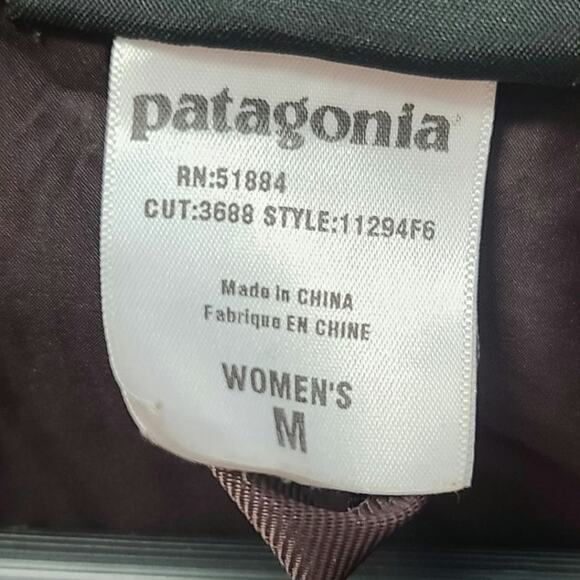 patagonia
RN:51884
CUT:3688 STYLE:11294F6
Made in CHINA
Fabrique EN CHINE
WOMEN'S
M